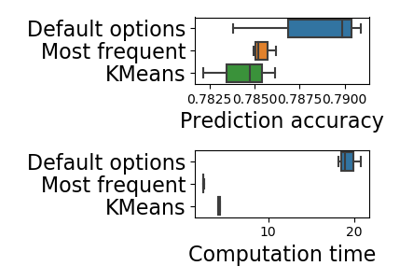 Default options
Most frequent
KMeans
0.7825 0.7850 0.7875 0.7900
Prediction accuracy
Default options
Most frequent
KMeans
10 20
Computation time